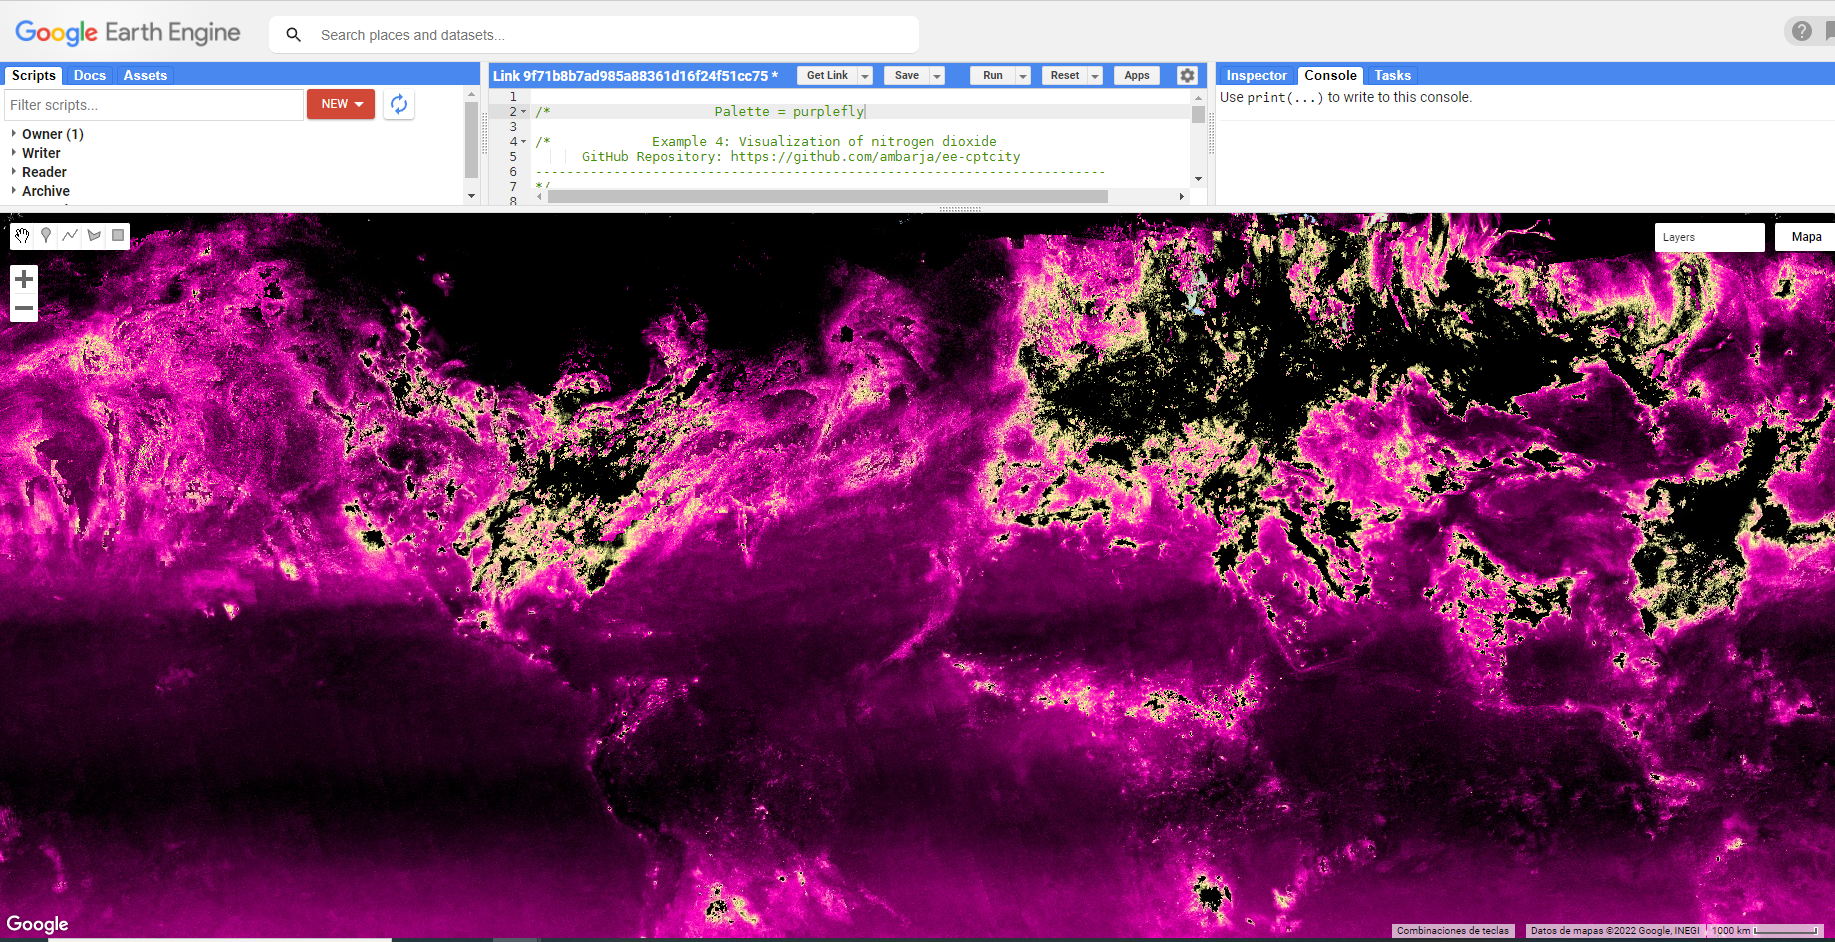 Google Earth Engine
Search places and datasets...
Scripts Docs Assets
Filter scripts...
NEW
Owner (1)
Writer
Reader
Archive
Link 9f71b8b7ad985a88361d16f24f51cc75 *
Get Link Save Run Reset Apps
1
2 /* Palette = purplefly
3
4 /* Example 4: Visualization of nitrogen dioxide
5 GitHub Repository: https://github.com/ambarja/ee-cptcity
6 -------------------------------------------------------------------------
7 */
8
Inspector Console Tasks
Use print(...) to write to this console.
Layers
Mapa
Google
Combinaciones de teclas
Datos de mapas ©2022 Google, INEGI
1000 km